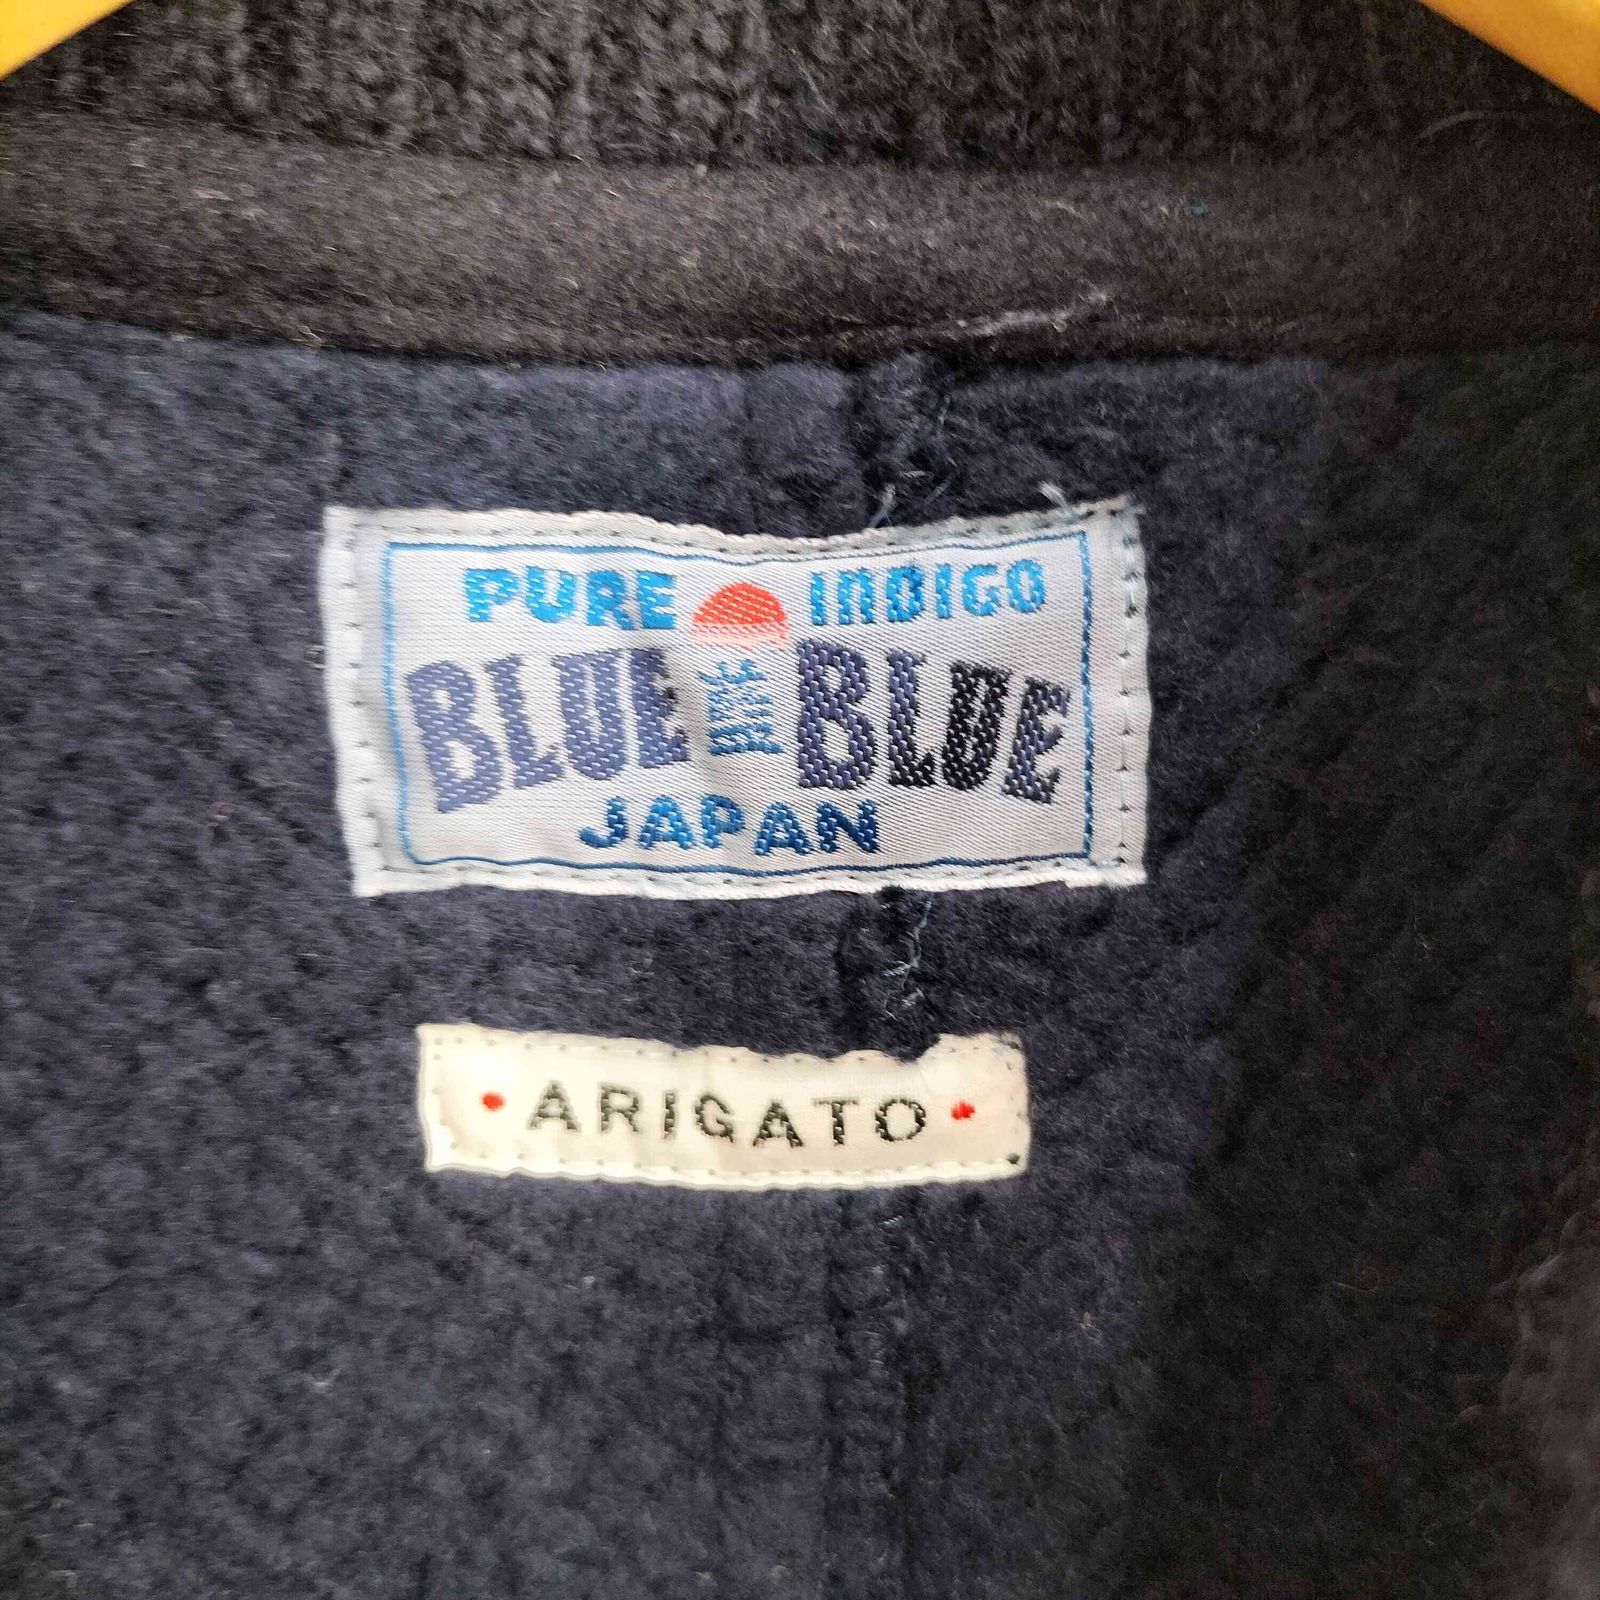 PURE INDIGO
BLUE BLUE
JAPAN
• ARIGATO •